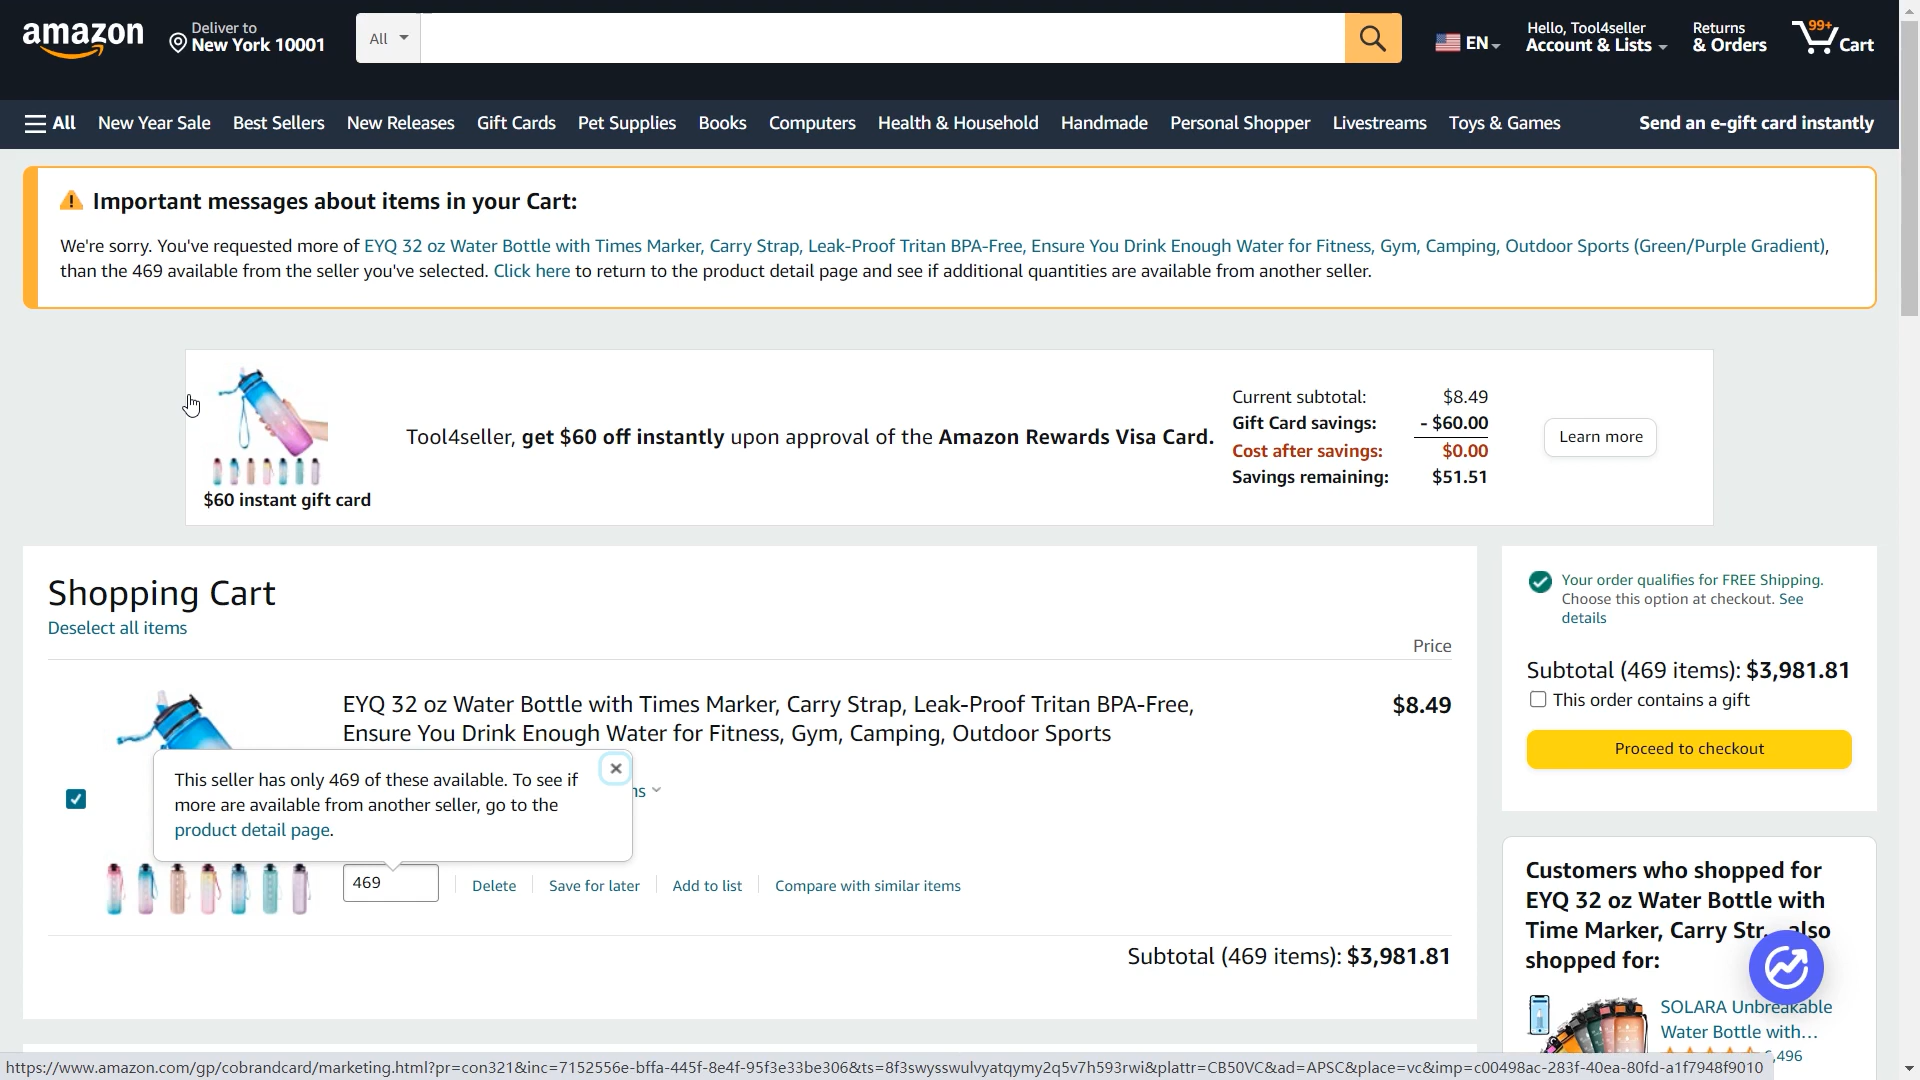 amazon
Deliver to
New York 10001
All
EN
Hello, Tool4seller
Account & Lists
Returns
& Orders
99+
Cart
All
New Year Sale
Best Sellers
New Releases
Gift Cards
Pet Supplies
Books
Computers
Health & Household
Handmade
Personal Shopper
Livestreams
Toys & Games
Send an e-gift card instantly
Important messages about items in your Cart:
We're sorry. You've requested more of EYQ 32 oz Water Bottle with Times Marker, Carry Strap, Leak-Proof Tritan BPA-Free, Ensure You Drink Enough Water for Fitness, Gym, Camping, Outdoor Sports (Green/Purple Gradient),
than the 469 available from the seller you've selected. Click here to return to the product detail page and see if additional quantities are available from another seller.
$60 instant gift card
Tool4seller, get $60 off instantly upon approval of the Amazon Rewards Visa Card.
Current subtotal: $8.49
Gift Card savings: - $60.00
Cost after savings: $0.00
Savings remaining: $51.51
Learn more
Shopping Cart
Deselect all items
Price
EYQ 32 oz Water Bottle with Times Marker, Carry Strap, Leak-Proof Tritan BPA-Free,
Ensure You Drink Enough Water for Fitness, Gym, Camping, Outdoor Sports
$8.49
This seller has only 469 of these available. To see if
more are available from another seller, go to the
product detail page.
469
Delete
Save for later
Add to list
Compare with similar items
Subtotal (469 items): $3,981.81
Your order qualifies for FREE Shipping.
Choose this option at checkout. See
details
Subtotal (469 items): $3,981.81
This order contains a gift
Proceed to checkout
Customers who shopped for
EYQ 32 oz Water Bottle with
Time Marker, Carry Str... also
shopped for:
SOLARA Unbreakable
Water Bottle with...
https://www.amazon.com/gp/cobrandcard/marketing.html?pr=con321&inc=7152556e-bffa-445f-8e4f-95f3e33be306&ts=8f3swysswulvyatqymy2q5v7h593rwi&plattr=CB50VC&ad=APSC&place=vc&imp=c00498ac-283f-40ea-80fd-a1f7948f9010